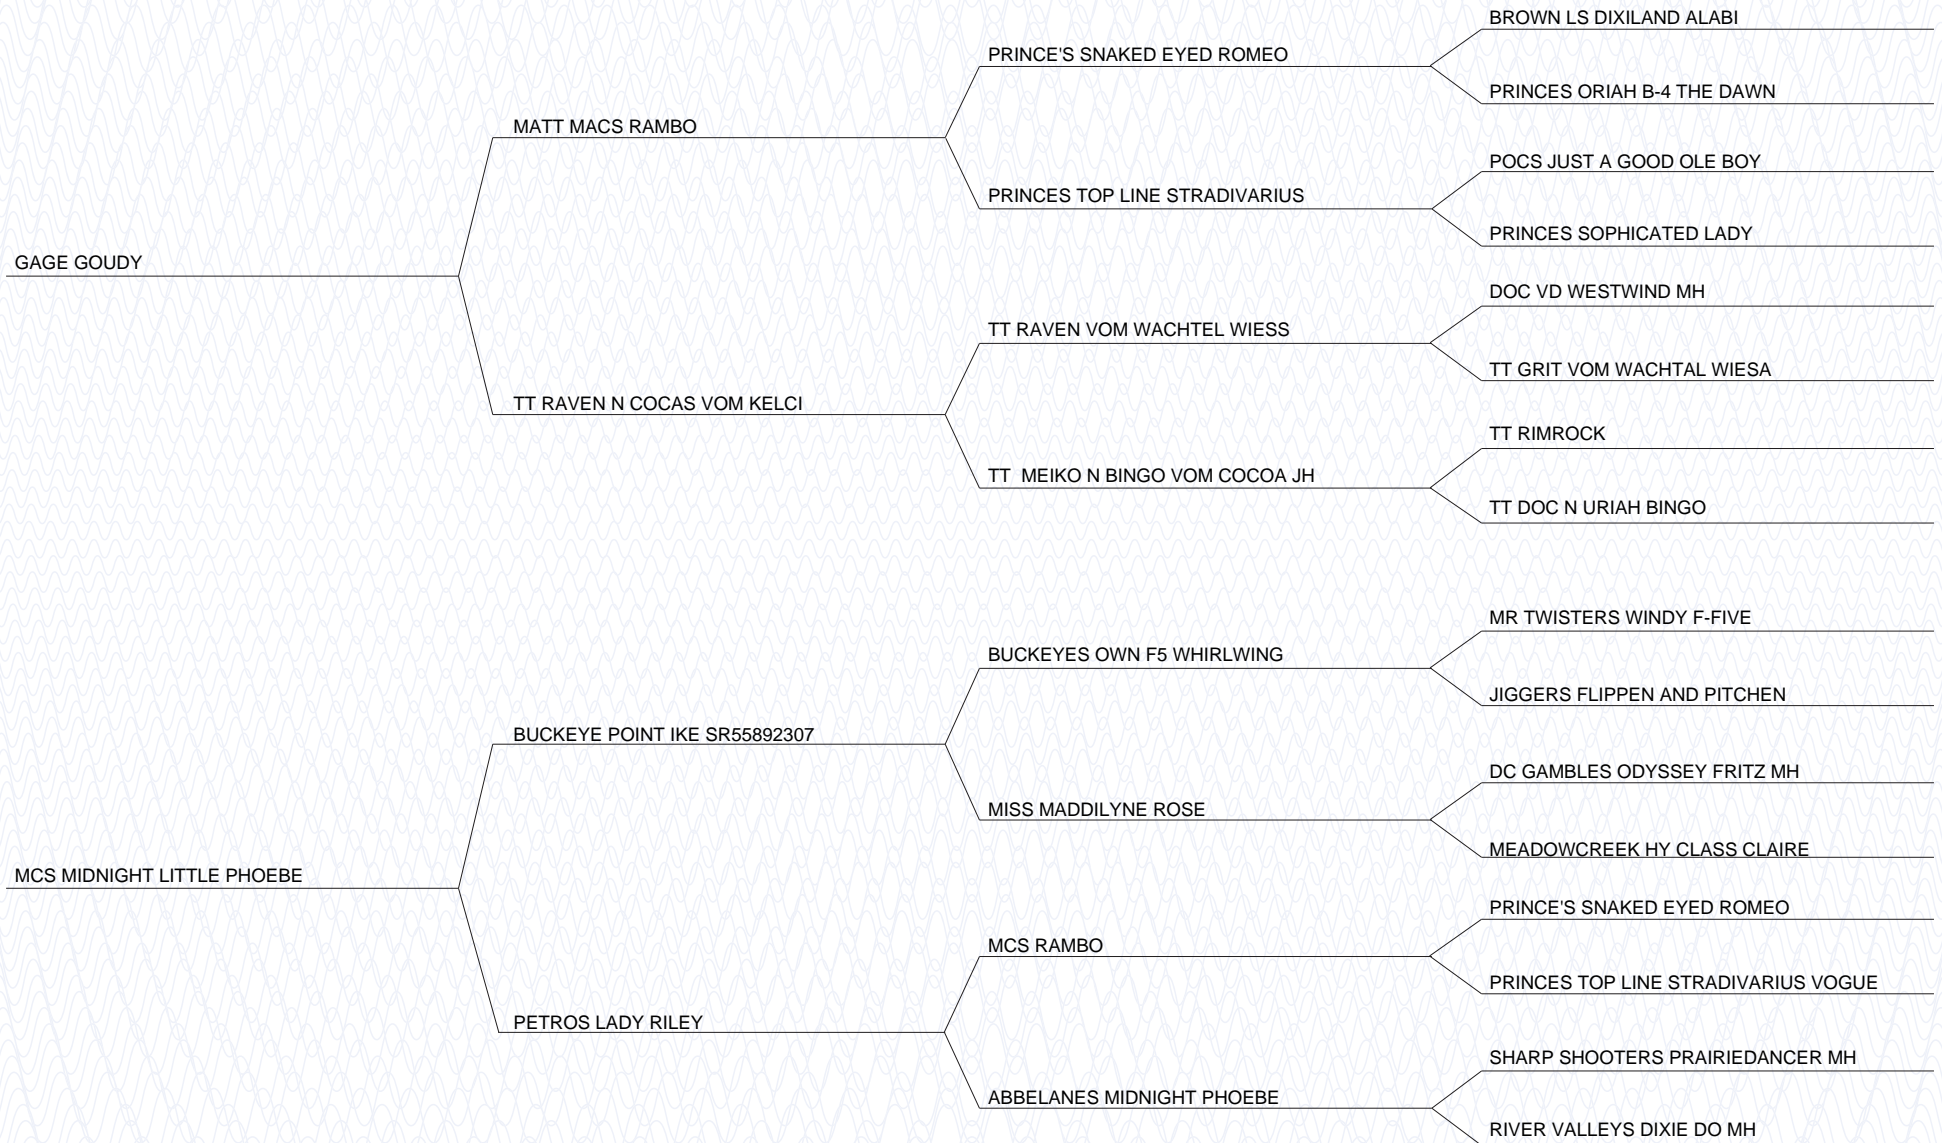 BROWN LS DIXILAND ALABI
PRINCE'S SNAKED EYED ROMEO
PRINCES ORIAH B-4 THE DAWN
MATT MACS RAMBO
POCS JUST A GOOD OLE BOY
PRINCES TOP LINE STRADIVARIUS
PRINCES SOPHICATED LADY
GAGE GOUDY
DOC VD WESTWIND MH
TT RAVEN VOM WACHTEL WIESS
TT GRIT VOM WACHTAL WIESA
TT RAVEN N COCAS VOM KELCI
TT RIMROCK
TT  MEIKO N BINGO VOM COCOA JH
TT DOC N URIAH BINGO
MR TWISTERS WINDY F-FIVE
BUCKEYES OWN F5 WHIRLWING
JIGGERS FLIPPEN AND PITCHEN
BUCKEYE POINT IKE SR55892307
DC GAMBLES ODYSSEY FRITZ MH
MISS MADDILYNE ROSE
MEADOWCREEK HY CLASS CLAIRE
MCS MIDNIGHT LITTLE PHOEBE
PRINCE'S SNAKED EYED ROMEO
MCS RAMBO
PRINCES TOP LINE STRADIVARIUS VOGUE
PETROS LADY RILEY
SHARP SHOOTERS PRAIRIEDANCER MH
ABBELANES MIDNIGHT PHOEBE
RIVER VALLEYS DIXIE DO MH